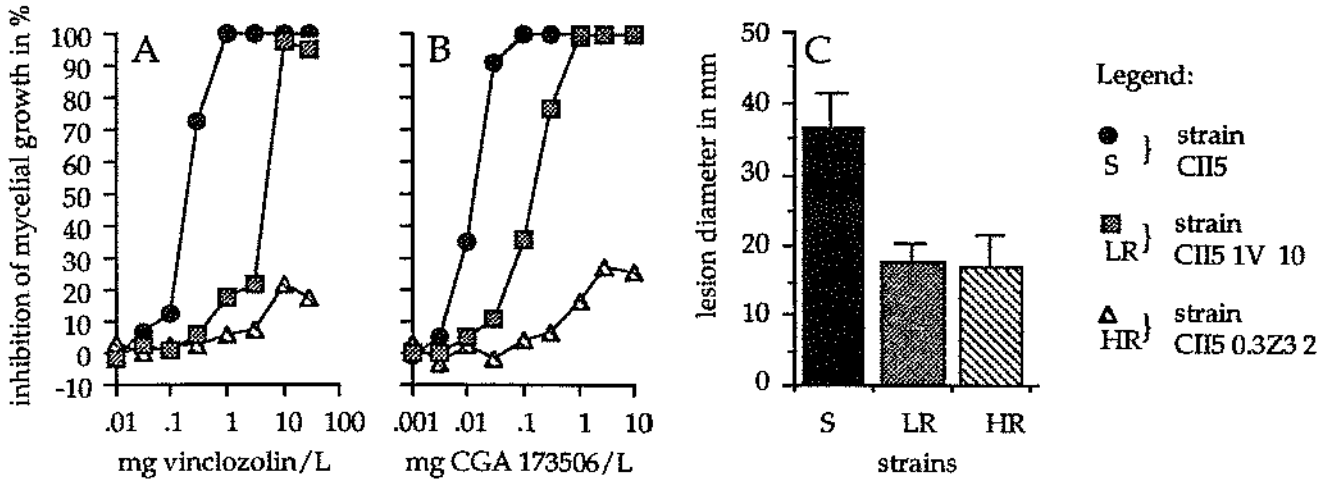 inhibition of mycelial growth in %
100
90
80
70
60
50
40
30
20
10
0
-10
A
.01 .1 1 10 100
mg vinclozolin/L
B
.001 .01 .1 1 10
mg CGA 173506/L
lesion diameter in mm
50
40
30
20
10
0
C
S LR HR
strains
Legend:
S } strain
CII5
LR } strain
CII5 1V 10
HR } strain
CII5 0.3Z3 2